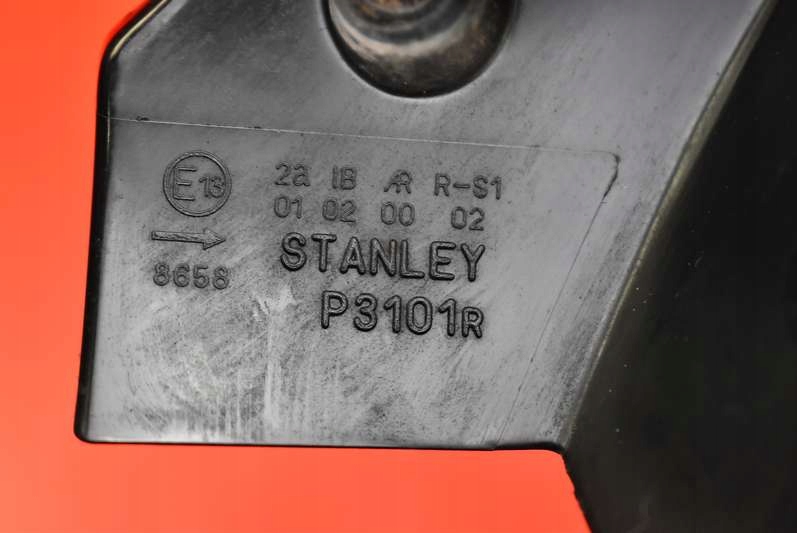 E13 2a IB AR R-S1
01 02 00 02
→ STANLEY
8658
P3101R